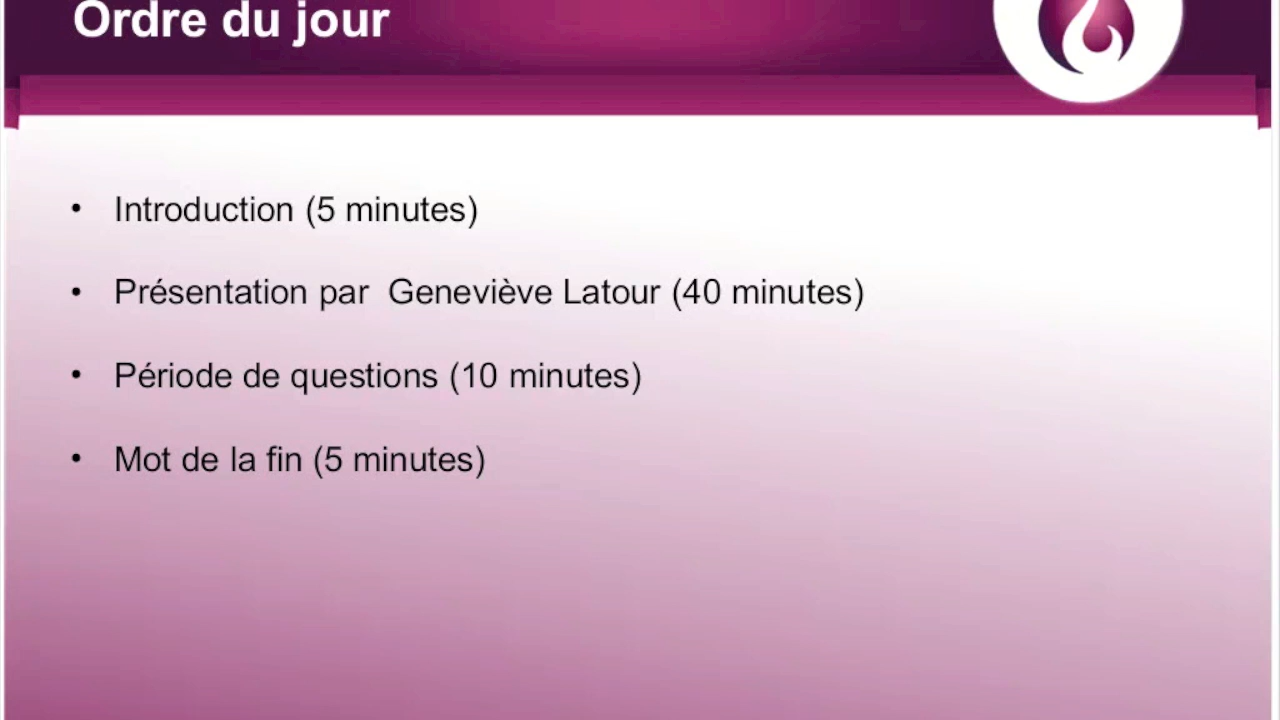 Ordre du jour
• Introduction (5 minutes)
• Présentation par  Geneviève Latour (40 minutes)
• Période de questions (10 minutes)
• Mot de la fin (5 minutes)